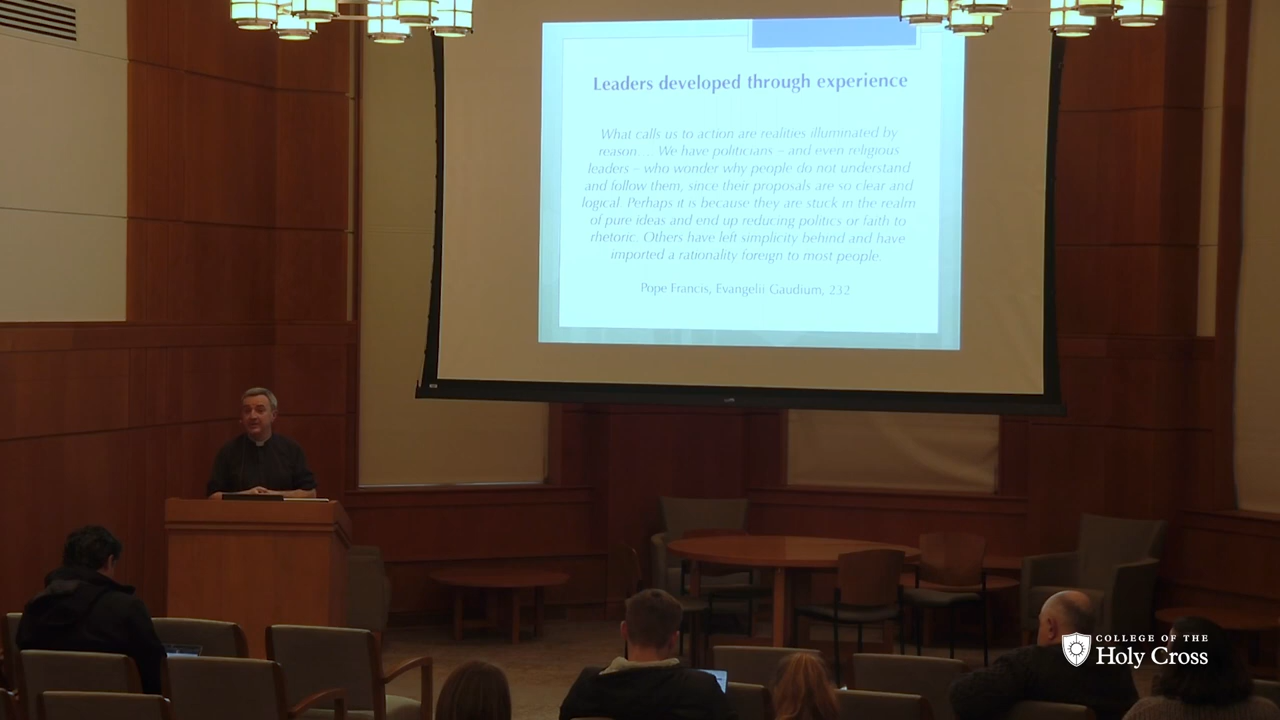 Leaders developed through experience
What calls us to action are realities illuminated by
reason.... We have politicians – and even religious
leaders – who wonder why people do not understand
and follow them, since their proposals are so clear and
logical. Perhaps it is because they are stuck in the realm
of pure ideas and end up reducing politics or faith to
rhetoric. Others have left simplicity behind and have
imported a rationality foreign to most people.
Pope Francis, Evangelii Gaudium, 232
COLLEGE OF THE
Holy Cross